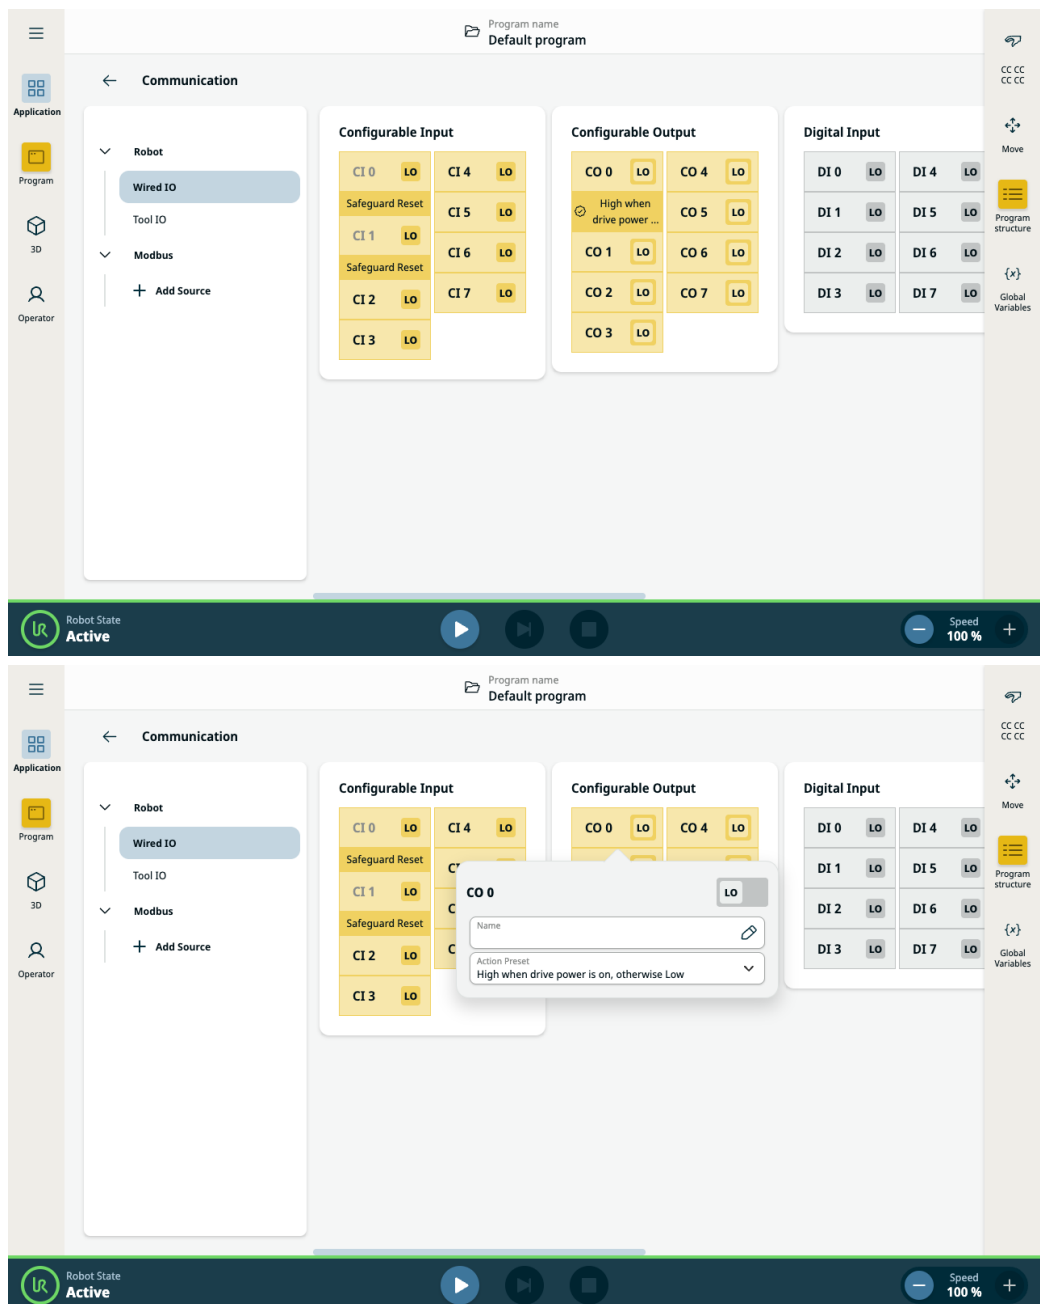 Program name
Default program
Application
Program
3D
Operator
Communication
Robot
Wired IO
Tool IO
Modbus
Add Source
Configurable Input
CI 0 LO CI 4 LO
Safeguard Reset
CI 5 LO
CI 1 LO
CI 6 LO
Safeguard Reset
CI 2 LO CI 7 LO
CI 3 LO
Configurable Output
CO 0 LO CO 4 LO
High when
drive power ...
CO 5 LO
CO 1 LO CO 6 LO
CO 2 LO CO 7 LO
CO 3 LO
Digital Input
DI 0 LO DI 4 LO
DI 1 LO DI 5 LO
DI 2 LO DI 6 LO
DI 3 LO DI 7 LO
CC CC
CC CC
Move
Program
structure
{x}
Global
Variables
Robot State
Active
Speed
100 %
Program name
Default program
Application
Program
3D
Operator
Communication
Robot
Wired IO
Tool IO
Modbus
Add Source
Configurable Input
CI 0 LO CI 4 LO
Safeguard Reset
CI 1 LO
Safeguard Reset
CI 2 LO
CI 3 LO
Configurable Output
CO 0 LO CO 4 LO
CO 0 LO
Name
Action Preset
High when drive power is on, otherwise Low
Digital Input
DI 0 LO DI 4 LO
DI 1 LO DI 5 LO
DI 2 LO DI 6 LO
DI 3 LO DI 7 LO
CC CC
CC CC
Move
Program
structure
{x}
Global
Variables
Robot State
Active
Speed
100 %